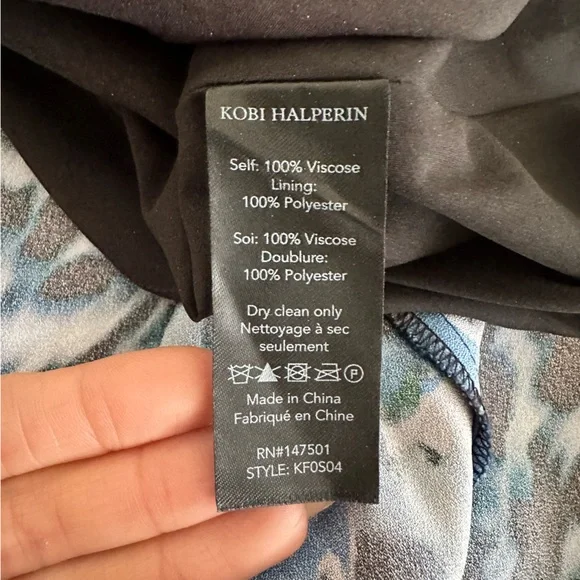 KOBI HALPERIN
Self: 100% Viscose
Lining:
100% Polyester
Soi: 100% Viscose
Doublure:
100% Polyester
Dry clean only
Nettoyage à sec
seulement
P
Made in China
Fabriqué en Chine
RN#147501
STYLE: KF0S04